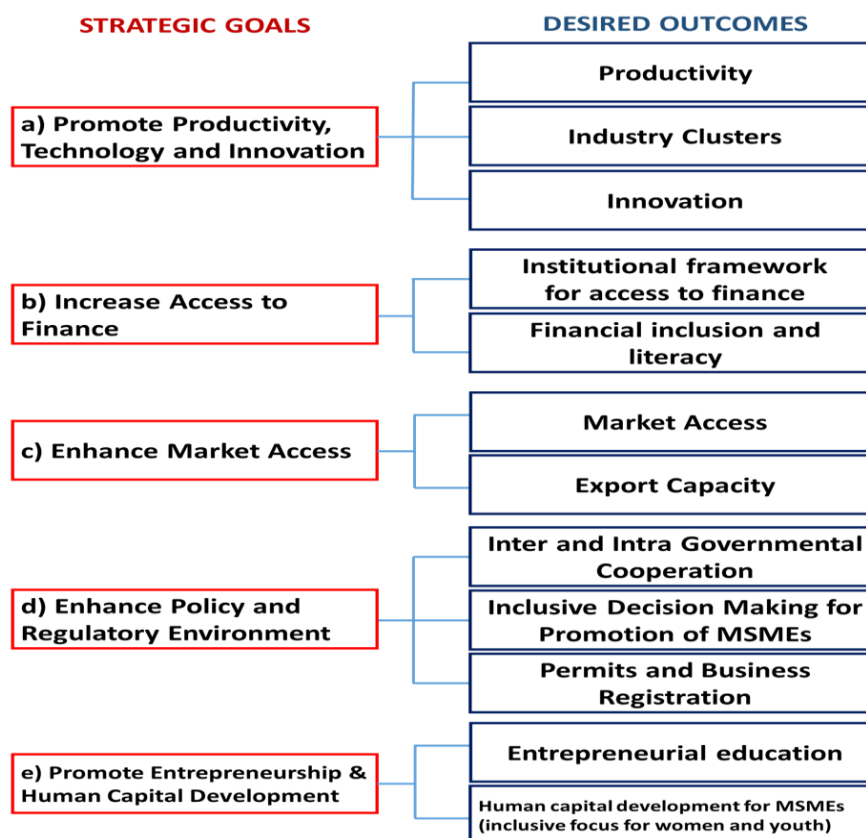 STRATEGIC GOALS
DESIRED OUTCOMES
a) Promote Productivity,
Technology and Innovation
Productivity
Industry Clusters
Innovation
b) Increase Access to
Finance
Institutional framework
for access to finance
Financial inclusion and
literacy
c) Enhance Market Access
Market Access
Export Capacity
d) Enhance Policy and
Regulatory Environment
Inter and Intra Governmental
Cooperation
Inclusive Decision Making for
Promotion of MSMEs
Permits and Business
Registration
e) Promote Entrepreneurship &
Human Capital Development
Entrepreneurial education
Human capital development for MSMEs
(inclusive focus for women and youth)